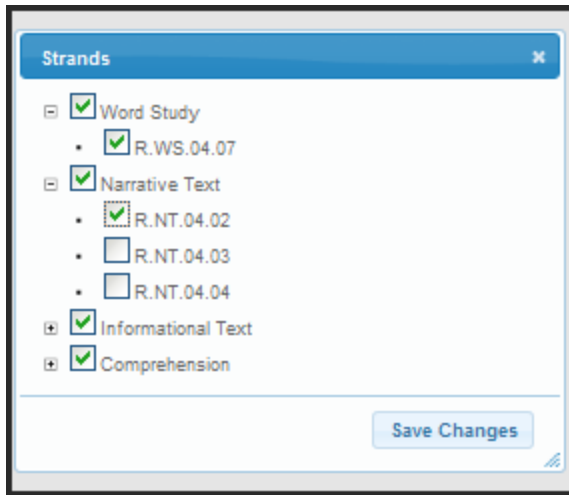 Strands
Word Study
R.WS.04.07
Narrative Text
R.NT.04.02
R.NT.04.03
R.NT.04.04
Informational Text
Comprehension
Save Changes